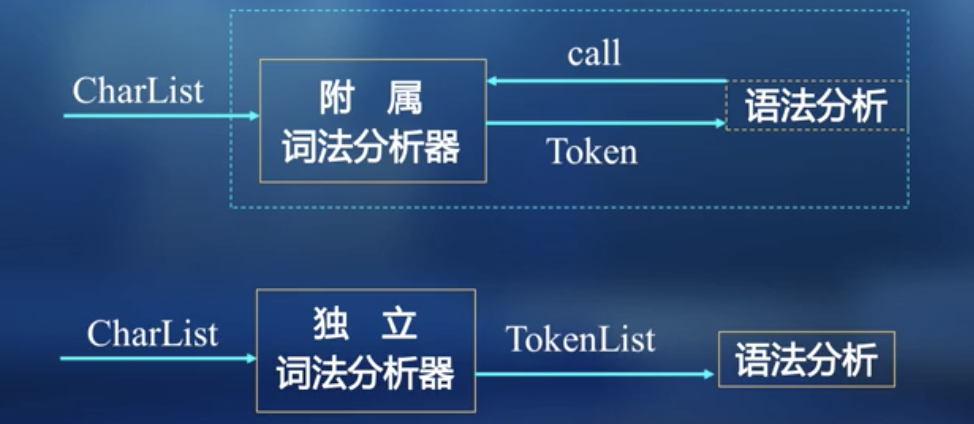 call
CharList
附 属
词法分析器
语法分析
Token
独 立
CharList
词法分析器
TokenList
语法分析